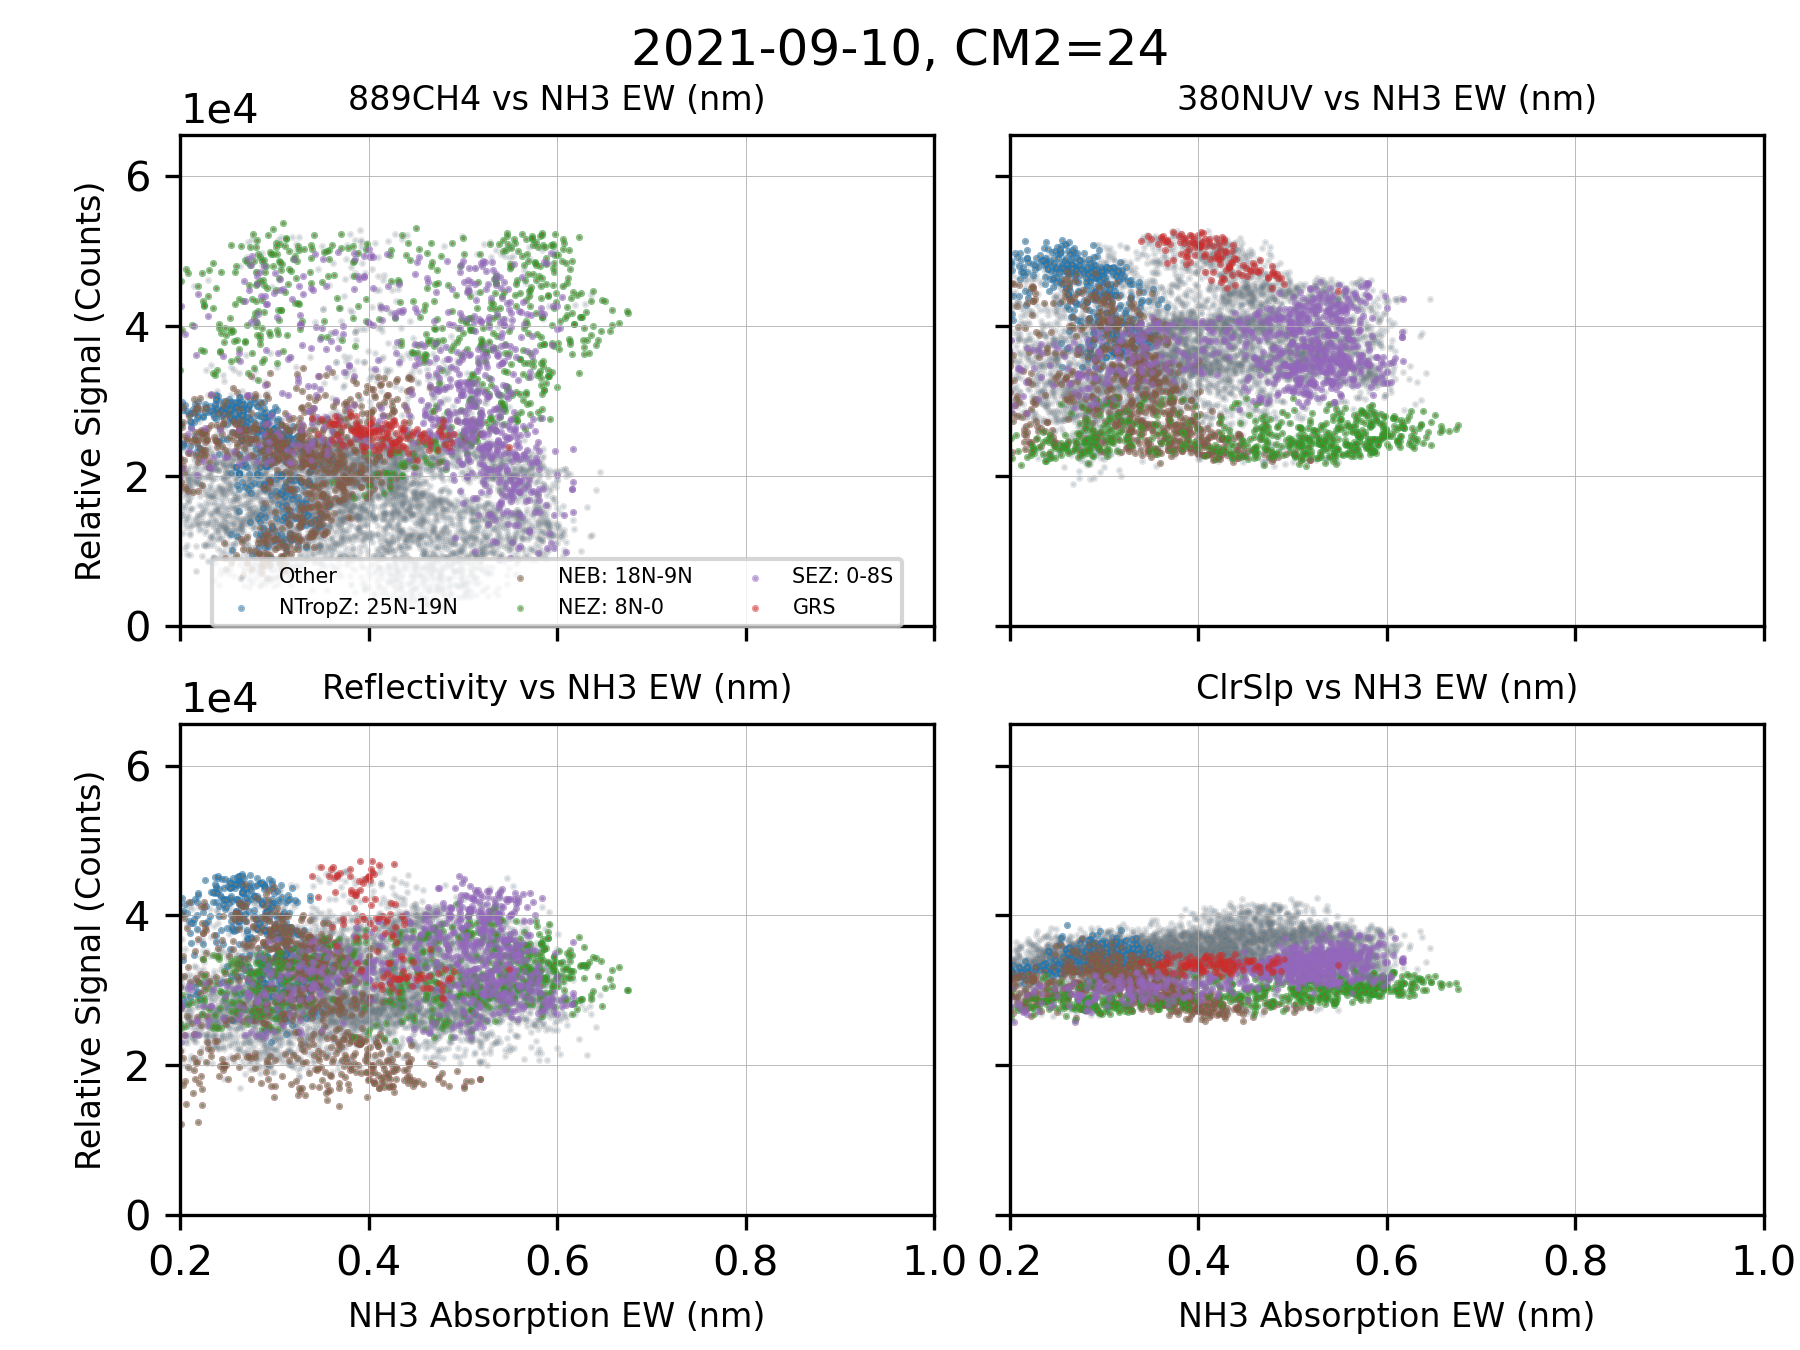 2021-09-10, CM2=24
889CH4 vs NH3 EW (nm)
380NUV vs NH3 EW (nm)
1e4
6
4
2
0
Relative Signal (Counts)
Other
NEB: 18N-9N
SEZ: 0-8S
NTropZ: 25N-19N
NEZ: 8N-0
GRS
Reflectivity vs NH3 EW (nm)
ClrSlp vs NH3 EW (nm)
1e4
6
4
2
0
Relative Signal (Counts)
0.2 0.4 0.6 0.8 1.0
0.2 0.4 0.6 0.8 1.0
NH3 Absorption EW (nm)
NH3 Absorption EW (nm)